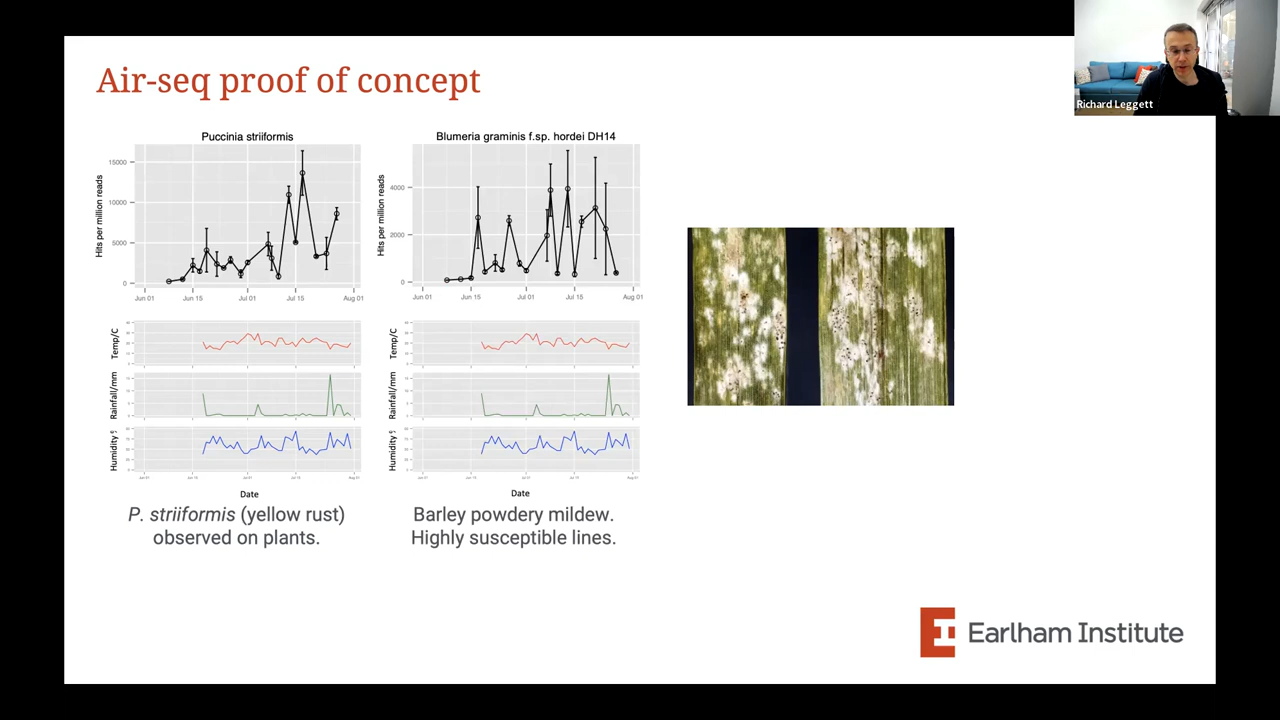 Air-seq proof of concept
Richard Leggett
Puccinia striiformis
Hits per million reads
15000
10000
5000
0
Jun 01
Jun 15
Jul 01
Jul 15
Aug 01
Blumeria graminis f.sp. hordei DH14
Hits per million reads
4000
2000
0
Jun 01
Jun 15
Jul 01
Jul 15
Aug 01
Temp/C
Rainfall/mm
Humidity
Date
Temp/C
Rainfall/mm
Humidity
Date
P. striiformis (yellow rust)
observed on plants.
Barley powdery mildew.
Highly susceptible lines.
Earlham Institute